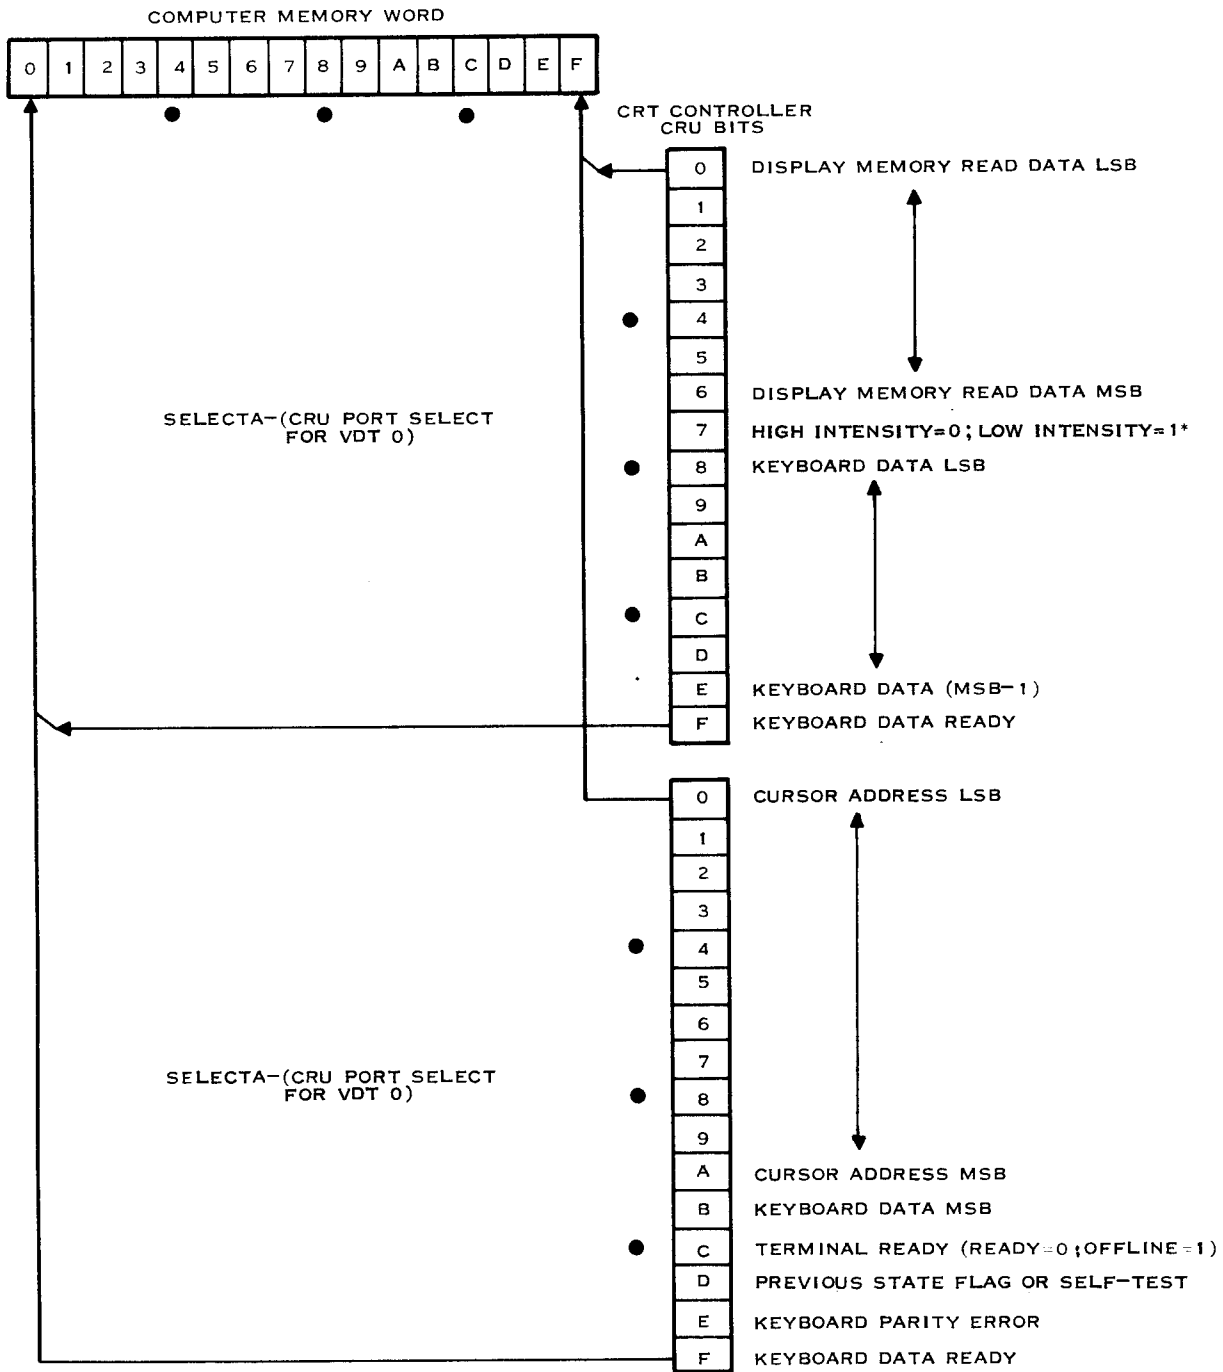 COMPUTER MEMORY WORD
0 1 2 3 4 5 6 7 8 9 A B C D E F
CRT CONTROLLER
CRU BITS
0 DISPLAY MEMORY READ DATA LSB
1
2
3
4
5
6 DISPLAY MEMORY READ DATA MSB
SELECTA-(CRU PORT SELECT
FOR VDT 0)
7 HIGH INTENSITY=0; LOW INTENSITY=1*
8 KEYBOARD DATA LSB
9
A
B
C
D
E KEYBOARD DATA (MSB-1)
F KEYBOARD DATA READY
0 CURSOR ADDRESS LSB
1
2
3
4
5
6
7
SELECTA-(CRU PORT SELECT
FOR VDT 0)
8
9
A CURSOR ADDRESS MSB
B KEYBOARD DATA MSB
C TERMINAL READY (READY=0;OFFLINE=1)
D PREVIOUS STATE FLAG OR SELF-TEST
E KEYBOARD PARITY ERROR
F KEYBOARD DATA READY